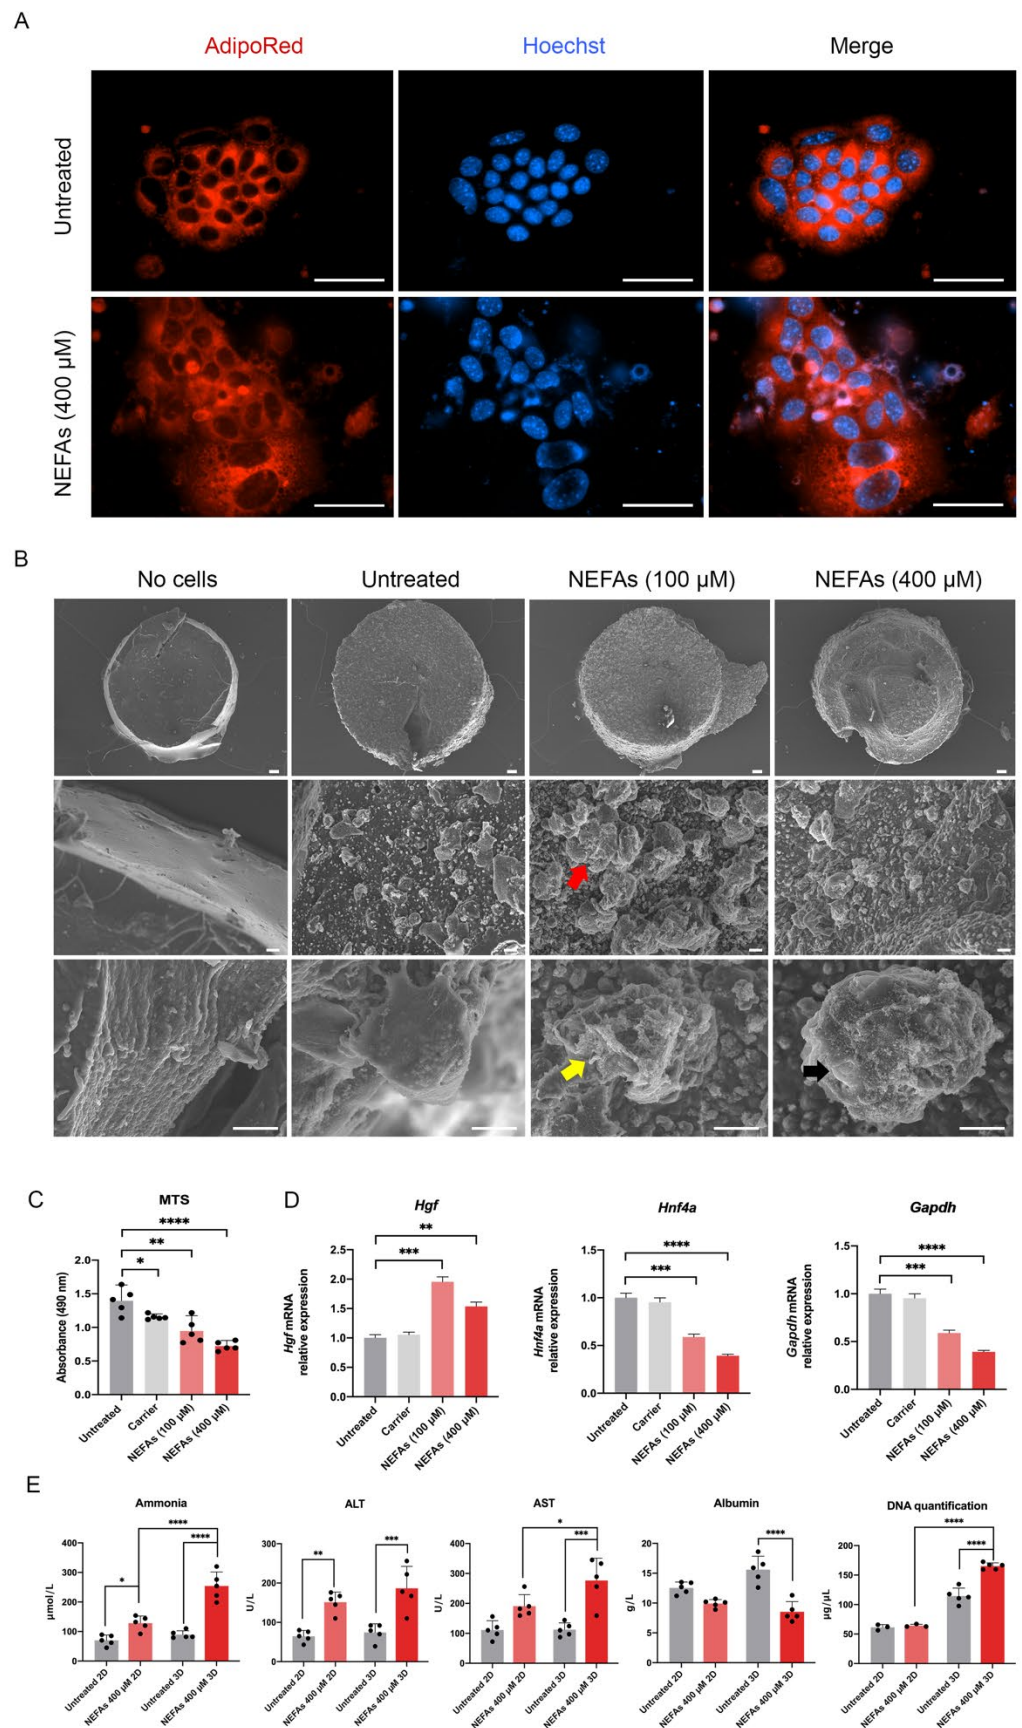 A
AdipoRed Hoechst Merge
Untreated
NEFAs (400 µM)
B
No cells Untreated NEFAs (100 µM) NEFAs (400 µM)
C
MTS
****
**
*
Absorbance (490 nm)
2.0
1.5
1.0
0.5
0.0
Untreated
Carrier
NEFAs (100 µM)
NEFAs (400 µM)
D
Hgf
**
***
Hgf mRNA
relative expression
2.5
2.0
1.5
1.0
0.5
0.0
Untreated
Carrier
NEFAs (100 µM)
NEFAs (400 µM)
Hnf4a
****
***
Hnf4a mRNA
relative expression
1.5
1.0
0.5
0.0
Untreated
Carrier
NEFAs (100 µM)
NEFAs (400 µM)
Gapdh
****
***
Gapdh mRNA
relative expression
1.5
1.0
0.5
0.0
Untreated
Carrier
NEFAs (100 µM)
NEFAs (400 µM)
E
Ammonia
****
****
*
µmol/L
400
300
200
100
0
Untreated 2D
NEFAs 400 µM 2D
Untreated 3D
NEFAs 400 µM 3D
ALT
***
**
U/L
300
200
100
0
Untreated 2D
NEFAs 400 µM 2D
Untreated 3D
NEFAs 400 µM 3D
AST
*
***
U/L
400
300
200
100
0
Untreated 2D
NEFAs 400 µM 2D
Untreated 3D
NEFAs 400 µM 3D
Albumin
****
g/L
20
15
10
5
0
Untreated 2D
NEFAs 400 µM 2D
Untreated 3D
NEFAs 400 µM 3D
DNA quantification
****
****
µg/µL
200
150
100
50
0
Untreated 2D
NEFAs 400 µM 2D
Untreated 3D
NEFAs 400 µM 3D